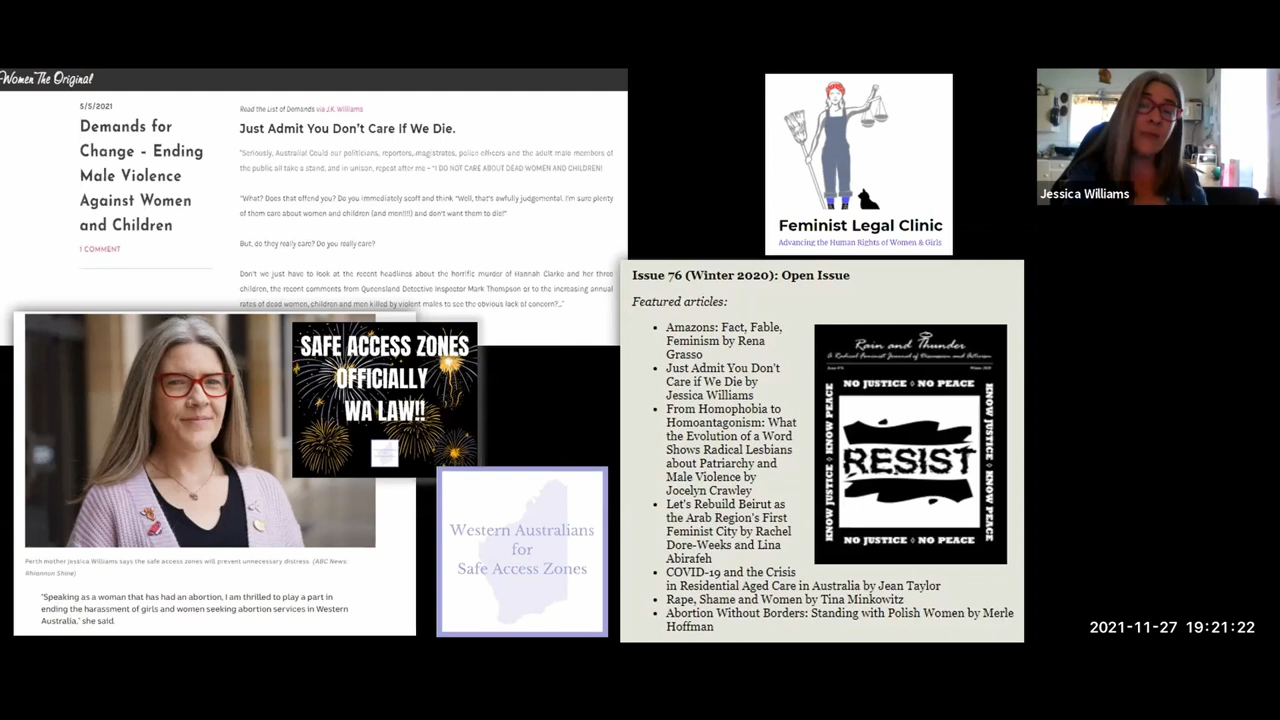 Women The Original
5/5/2021
Demands for
Change - Ending
Male Violence
Against Women
and Children
1 COMMENT
Read the List of Demands via J.K. Williams
Just Admit You Don't Care If We Die.
"Seriously, Australia! Could our politicians, reporters, magistrates, police officers and the adult male members of
the public all take a stand, and in unison, repeat after me - "I DO NOT CARE ABOUT DEAD WOMEN AND CHILDREN!
"What? Does that offend you? Do you immediately scoff and think "Well, that's awfully judgemental. I'm sure plenty
of them care about women and children (and men!!!!) and don't want them to die!"
But, do they really care? Do you really care?
Don't we just have to look at the recent headlines about the horrific murder of Hannah Clarke and her three
children, the recent comments from Queensland Detective Inspector Mark Thompson or to the increasing annual
rates of dead women, children and men killed by violent males to see the obvious lack of concern?..."
SAFE ACCESS ZONES
OFFICIALLY
WA LAW!!
Perth mother Jessica Williams says the safe access zones will prevent unnecessary distress. (ABC News:
Rhiannon Shine)
"Speaking as a woman that has had an abortion, I am thrilled to play a part in
ending the harassment of girls and women seeking abortion services in Western
Australia," she said.
Western Australians
for
Safe Access Zones
Feminist Legal Clinic
Advancing the Human Rights of Women & Girls
Issue 76 (Winter 2020): Open Issue
Featured articles:
• Amazons: Fact, Fable,
Feminism by Rena
Grasso
• Just Admit You Don't
Care if We Die by
Jessica Williams
• From Homophobia to
Homoantagonism: What
the Evolution of a Word
Shows Radical Lesbians
about Patriarchy and
Male Violence by
Jocelyn Crawley
• Let's Rebuild Beirut as
the Arab Region's First
Feminist City by Rachel
Dore-Weeks and Lina
Abirafeh
• COVID-19 and the Crisis
in Residential Aged Care in Australia by Jean Taylor
• Rape, Shame and Women by Tina Minkowitz
• Abortion Without Borders: Standing with Polish Women by Merle
Hoffman
Rain and Thunder
A Radical Feminist Journal of Discussion and Activism
Winter 2020
NO JUSTICE ◊ NO PEACE
KNOW JUSTICE ◊ KNOW PEACE
RESIST
KNOW JUSTICE ◊ KNOW PEACE
NO JUSTICE ◊ NO PEACE
Jessica Williams
2021-11-27 19:21:22